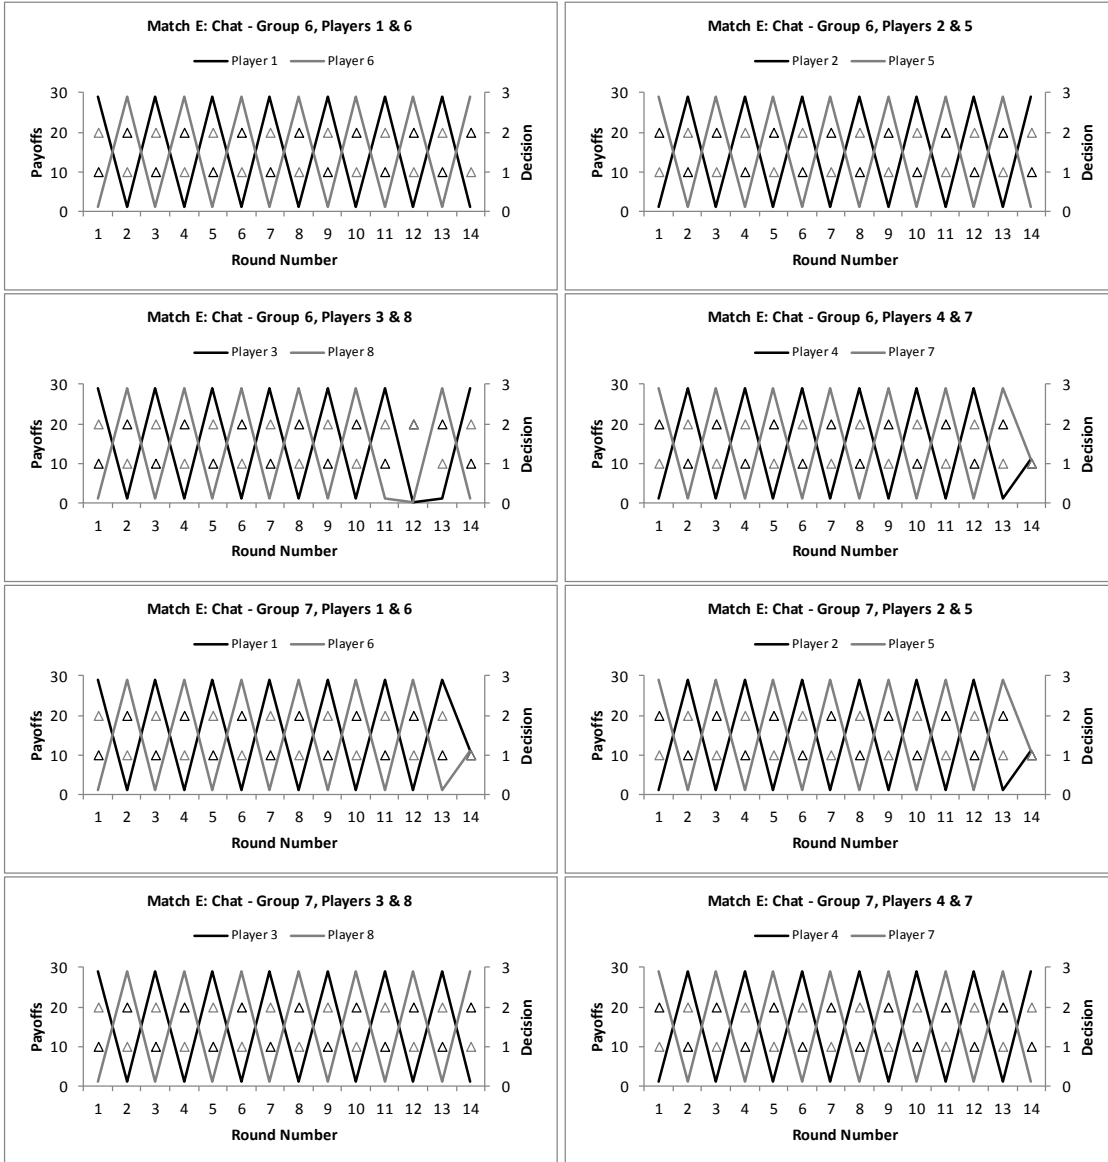 Match E: Chat - Group 6, Players 1 & 6
Player 1 Player 6
Payoffs
30
20
10
0
3
2
1
0
Decision
1 2 3 4 5 6 7 8 9 10 11 12 13 14
Round Number
Match E: Chat - Group 6, Players 2 & 5
Player 2 Player 5
Payoffs
30
20
10
0
3
2
1
0
Decision
1 2 3 4 5 6 7 8 9 10 11 12 13 14
Round Number
Match E: Chat - Group 6, Players 3 & 8
Player 3 Player 8
Payoffs
30
20
10
0
3
2
1
0
Decision
1 2 3 4 5 6 7 8 9 10 11 12 13 14
Round Number
Match E: Chat - Group 6, Players 4 & 7
Player 4 Player 7
Payoffs
30
20
10
0
3
2
1
0
Decision
1 2 3 4 5 6 7 8 9 10 11 12 13 14
Round Number
Match E: Chat - Group 7, Players 1 & 6
Player 1 Player 6
Payoffs
30
20
10
0
3
2
1
0
Decision
1 2 3 4 5 6 7 8 9 10 11 12 13 14
Round Number
Match E: Chat - Group 7, Players 2 & 5
Player 2 Player 5
Payoffs
30
20
10
0
3
2
1
0
Decision
1 2 3 4 5 6 7 8 9 10 11 12 13 14
Round Number
Match E: Chat - Group 7, Players 3 & 8
Player 3 Player 8
Payoffs
30
20
10
0
3
2
1
0
Decision
1 2 3 4 5 6 7 8 9 10 11 12 13 14
Round Number
Match E: Chat - Group 7, Players 4 & 7
Player 4 Player 7
Payoffs
30
20
10
0
3
2
1
0
Decision
1 2 3 4 5 6 7 8 9 10 11 12 13 14
Round Number